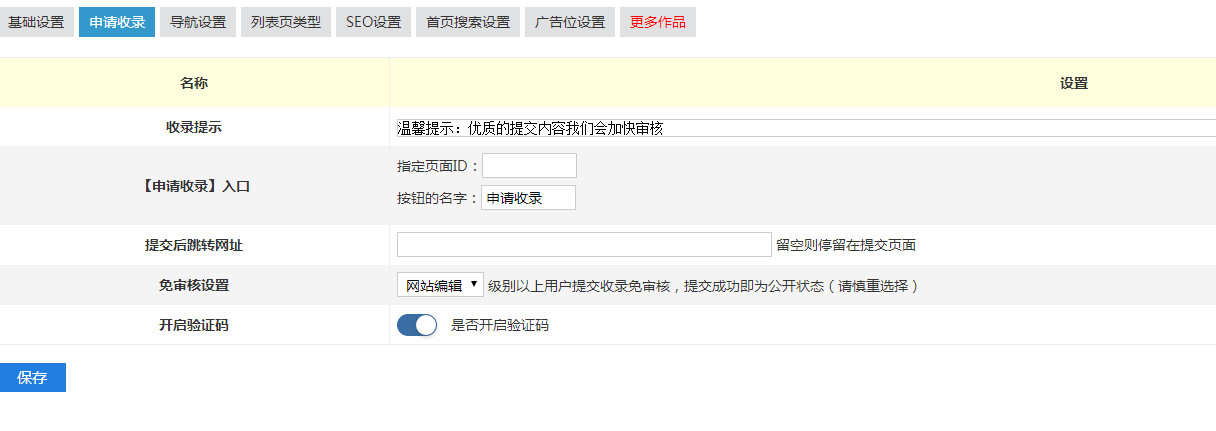 基础设置 申请收录 导航设置 列表页类型 SEO设置 首页搜索设置 广告位设置 更多作品
名称 设置
收录提示 温馨提示：优质的提交内容我们会加快审核
【申请收录】入口 指定页面ID：
按钮的名字：申请收录
提交后跳转网址 留空则停留在提交页面
免审核设置 网站编辑 级别以上用户提交收录免审核，提交成功即为公开状态（请慎重选择）
开启验证码 是否开启验证码
保存